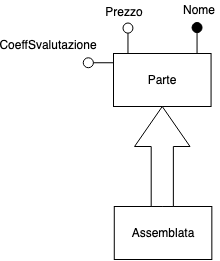 Nome
Prezzo
CoeffSvalutazione
Parte
Assemblata